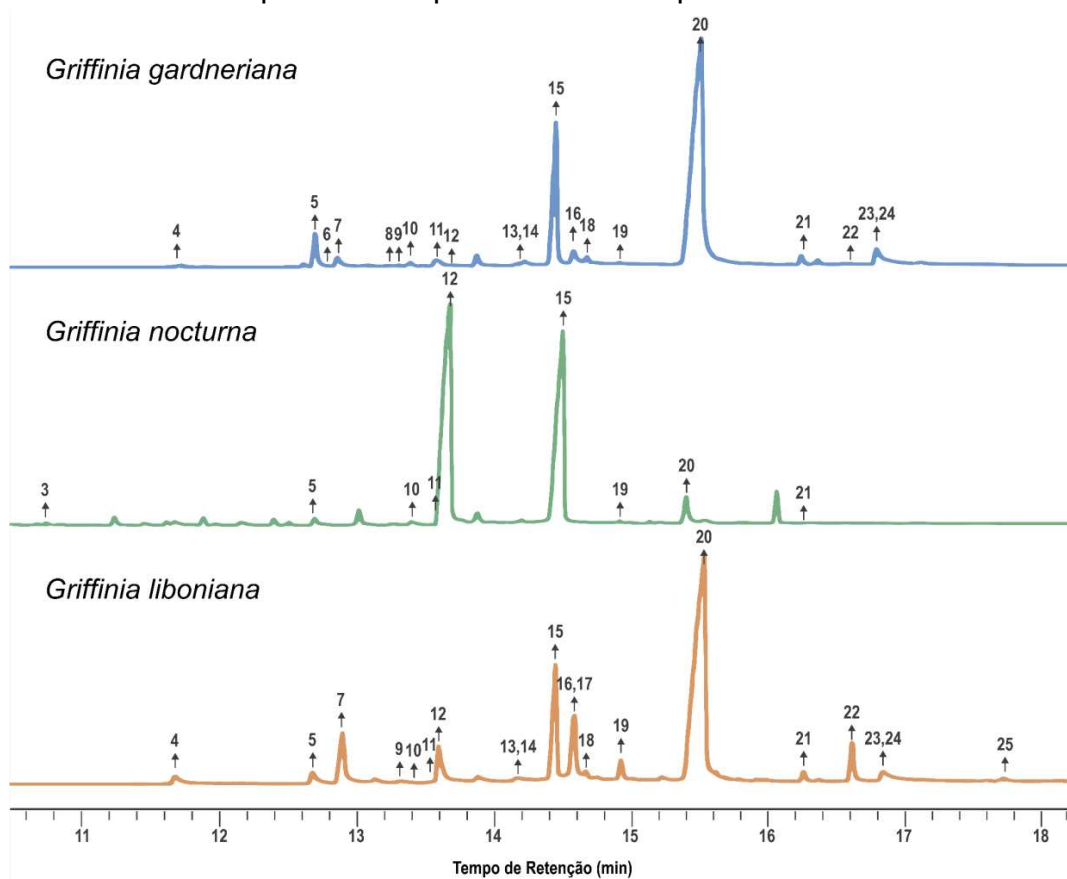 Griffinia gardneriana
4 5 6 7 8 9 10 11 12 13,14 15 16 18 19 20 21 22 23,24
Griffinia nocturna
3 5 10 11 12 15 19 20 21
Griffinia liboniana
4 5 7 9 10 11 12 13,14 15 16,17 18 19 20 21 22 23,24 25
11 12 13 14 15 16 17 18
Tempo de Retenção (min)